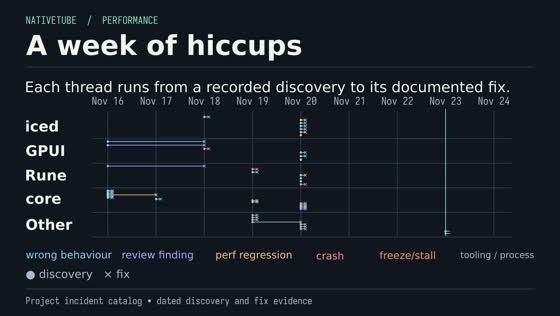 NATIVETUBE / PERFORMANCE
A week of hiccups
Each thread runs from a recorded discovery to its documented fix.
Nov 16 Nov 17 Nov 18 Nov 19 Nov 20 Nov 21 Nov 22 Nov 23 Nov 24
iced
GPUI
Rune
core
Other
wrong behaviour review finding perf regression crash freeze/stall tooling / process
● discovery × fix
Project incident catalog • dated discovery and fix evidence